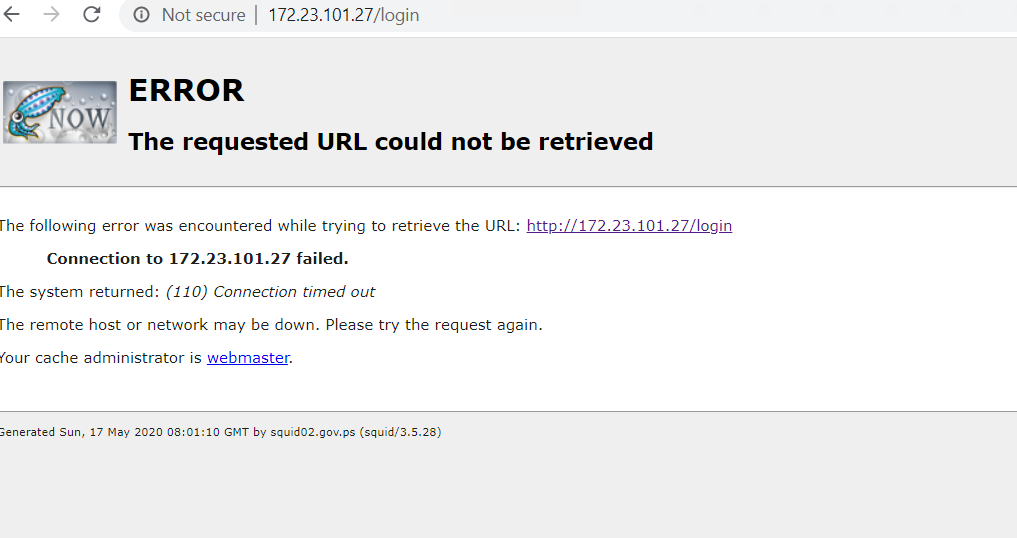 Not secure | 172.23.101.27/login
NOW
ERROR
The requested URL could not be retrieved
The following error was encountered while trying to retrieve the URL: http://172.23.101.27/login
Connection to 172.23.101.27 failed.
The system returned: (110) Connection timed out
The remote host or network may be down. Please try the request again.
Your cache administrator is webmaster.
Generated Sun, 17 May 2020 08:01:10 GMT by squid02.gov.ps (squid/3.5.28)